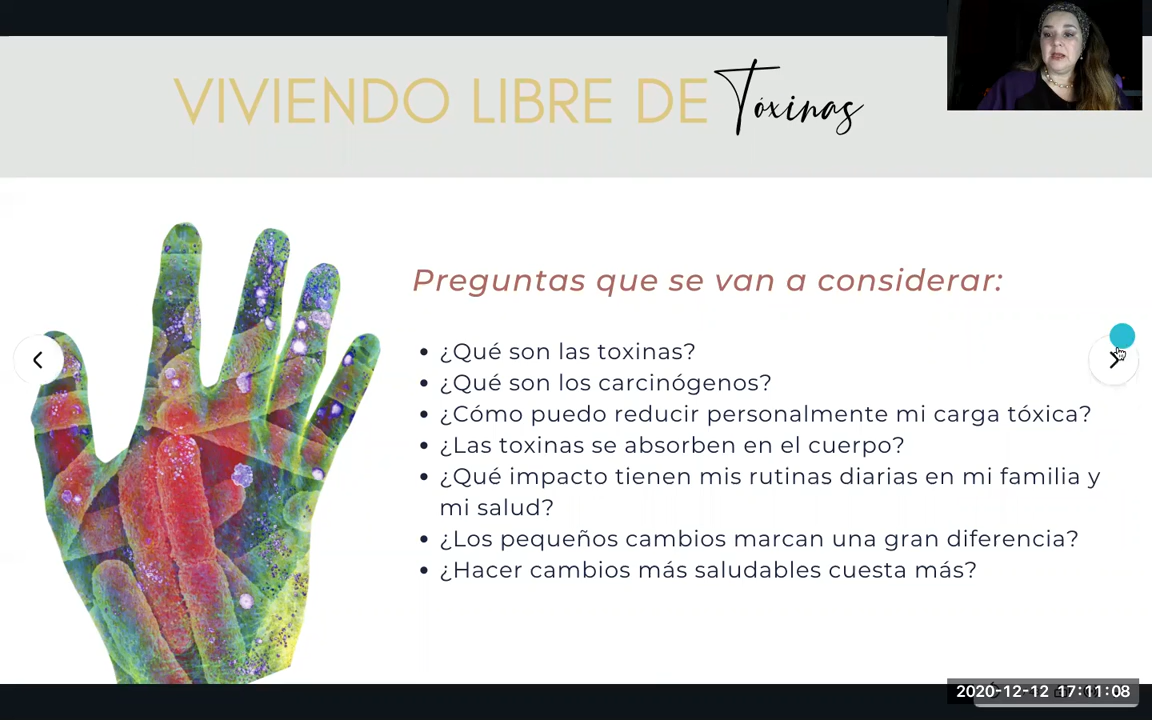 VIVIENDO LIBRE DE Tóxinas
Preguntas que se van a considerar:
• ¿Qué son las toxinas?
• ¿Qué son los carcinógenos?
• ¿Cómo puedo reducir personalmente mi carga tóxica?
• ¿Las toxinas se absorben en el cuerpo?
• ¿Qué impacto tienen mis rutinas diarias en mi familia y
mi salud?
• ¿Los pequeños cambios marcan una gran diferencia?
• ¿Hacer cambios más saludables cuesta más?
2020-12-12 17:11:08